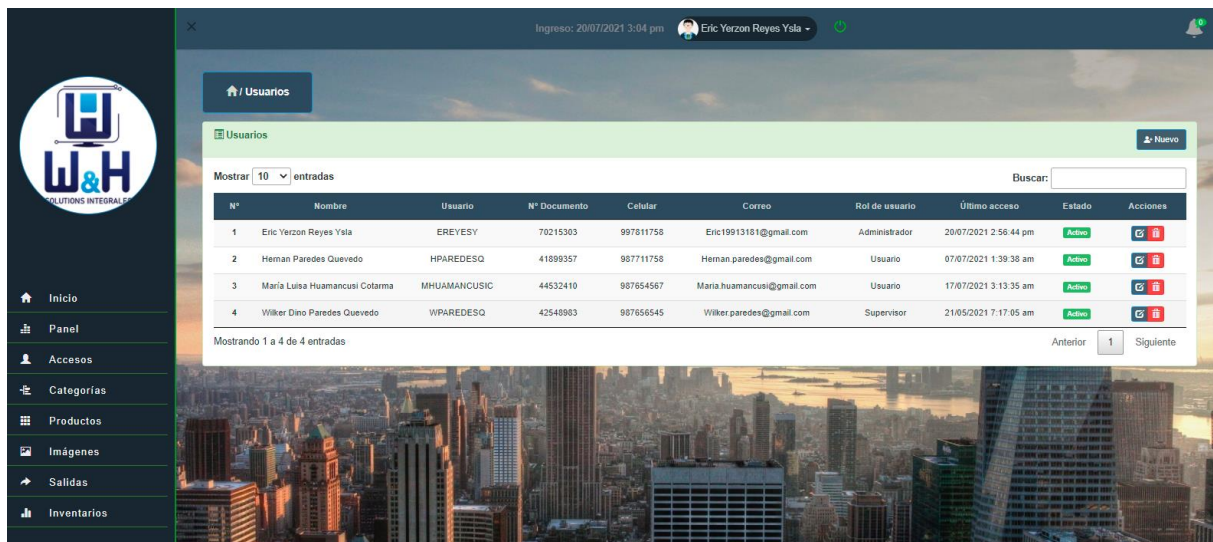 Ingreso: 20/07/2021 3:04 pm Eric Yerzon Reyes Ysla 0
W&H
SOLUTIONS INTEGRALES
Inicio
Panel
Accesos
Categorías
Productos
Imágenes
Salidas
Inventarios
/ Usuarios
Usuarios Nuevo
Mostrar 10 entradas Buscar:
N° Nombre Usuario N° Documento Celular Correo Rol de usuario Último acceso Estado Acciones
1 Eric Yerzon Reyes Ysla EREYESY 70215303 997811758 Eric19913181@gmail.com Administrador 20/07/2021 2:56:44 pm Activo
2 Hernan Paredes Quevedo HPAREDESQ 41899357 987711758 Hernan.paredes@gmail.com Usuario 07/07/2021 1:39:38 am Activo
3 María Luisa Huamancusi Cotarma MHUAMANCUSIC 44532410 987654567 Maria.huamancusi@gmail.com Usuario 17/07/2021 3:13:35 am Activo
4 Wilker Dino Paredes Quevedo WPAREDESQ 42548983 987656545 Wilker.paredes@gmail.com Supervisor 21/05/2021 7:17:05 am Activo
Mostrando 1 a 4 de 4 entradas Anterior 1 Siguiente